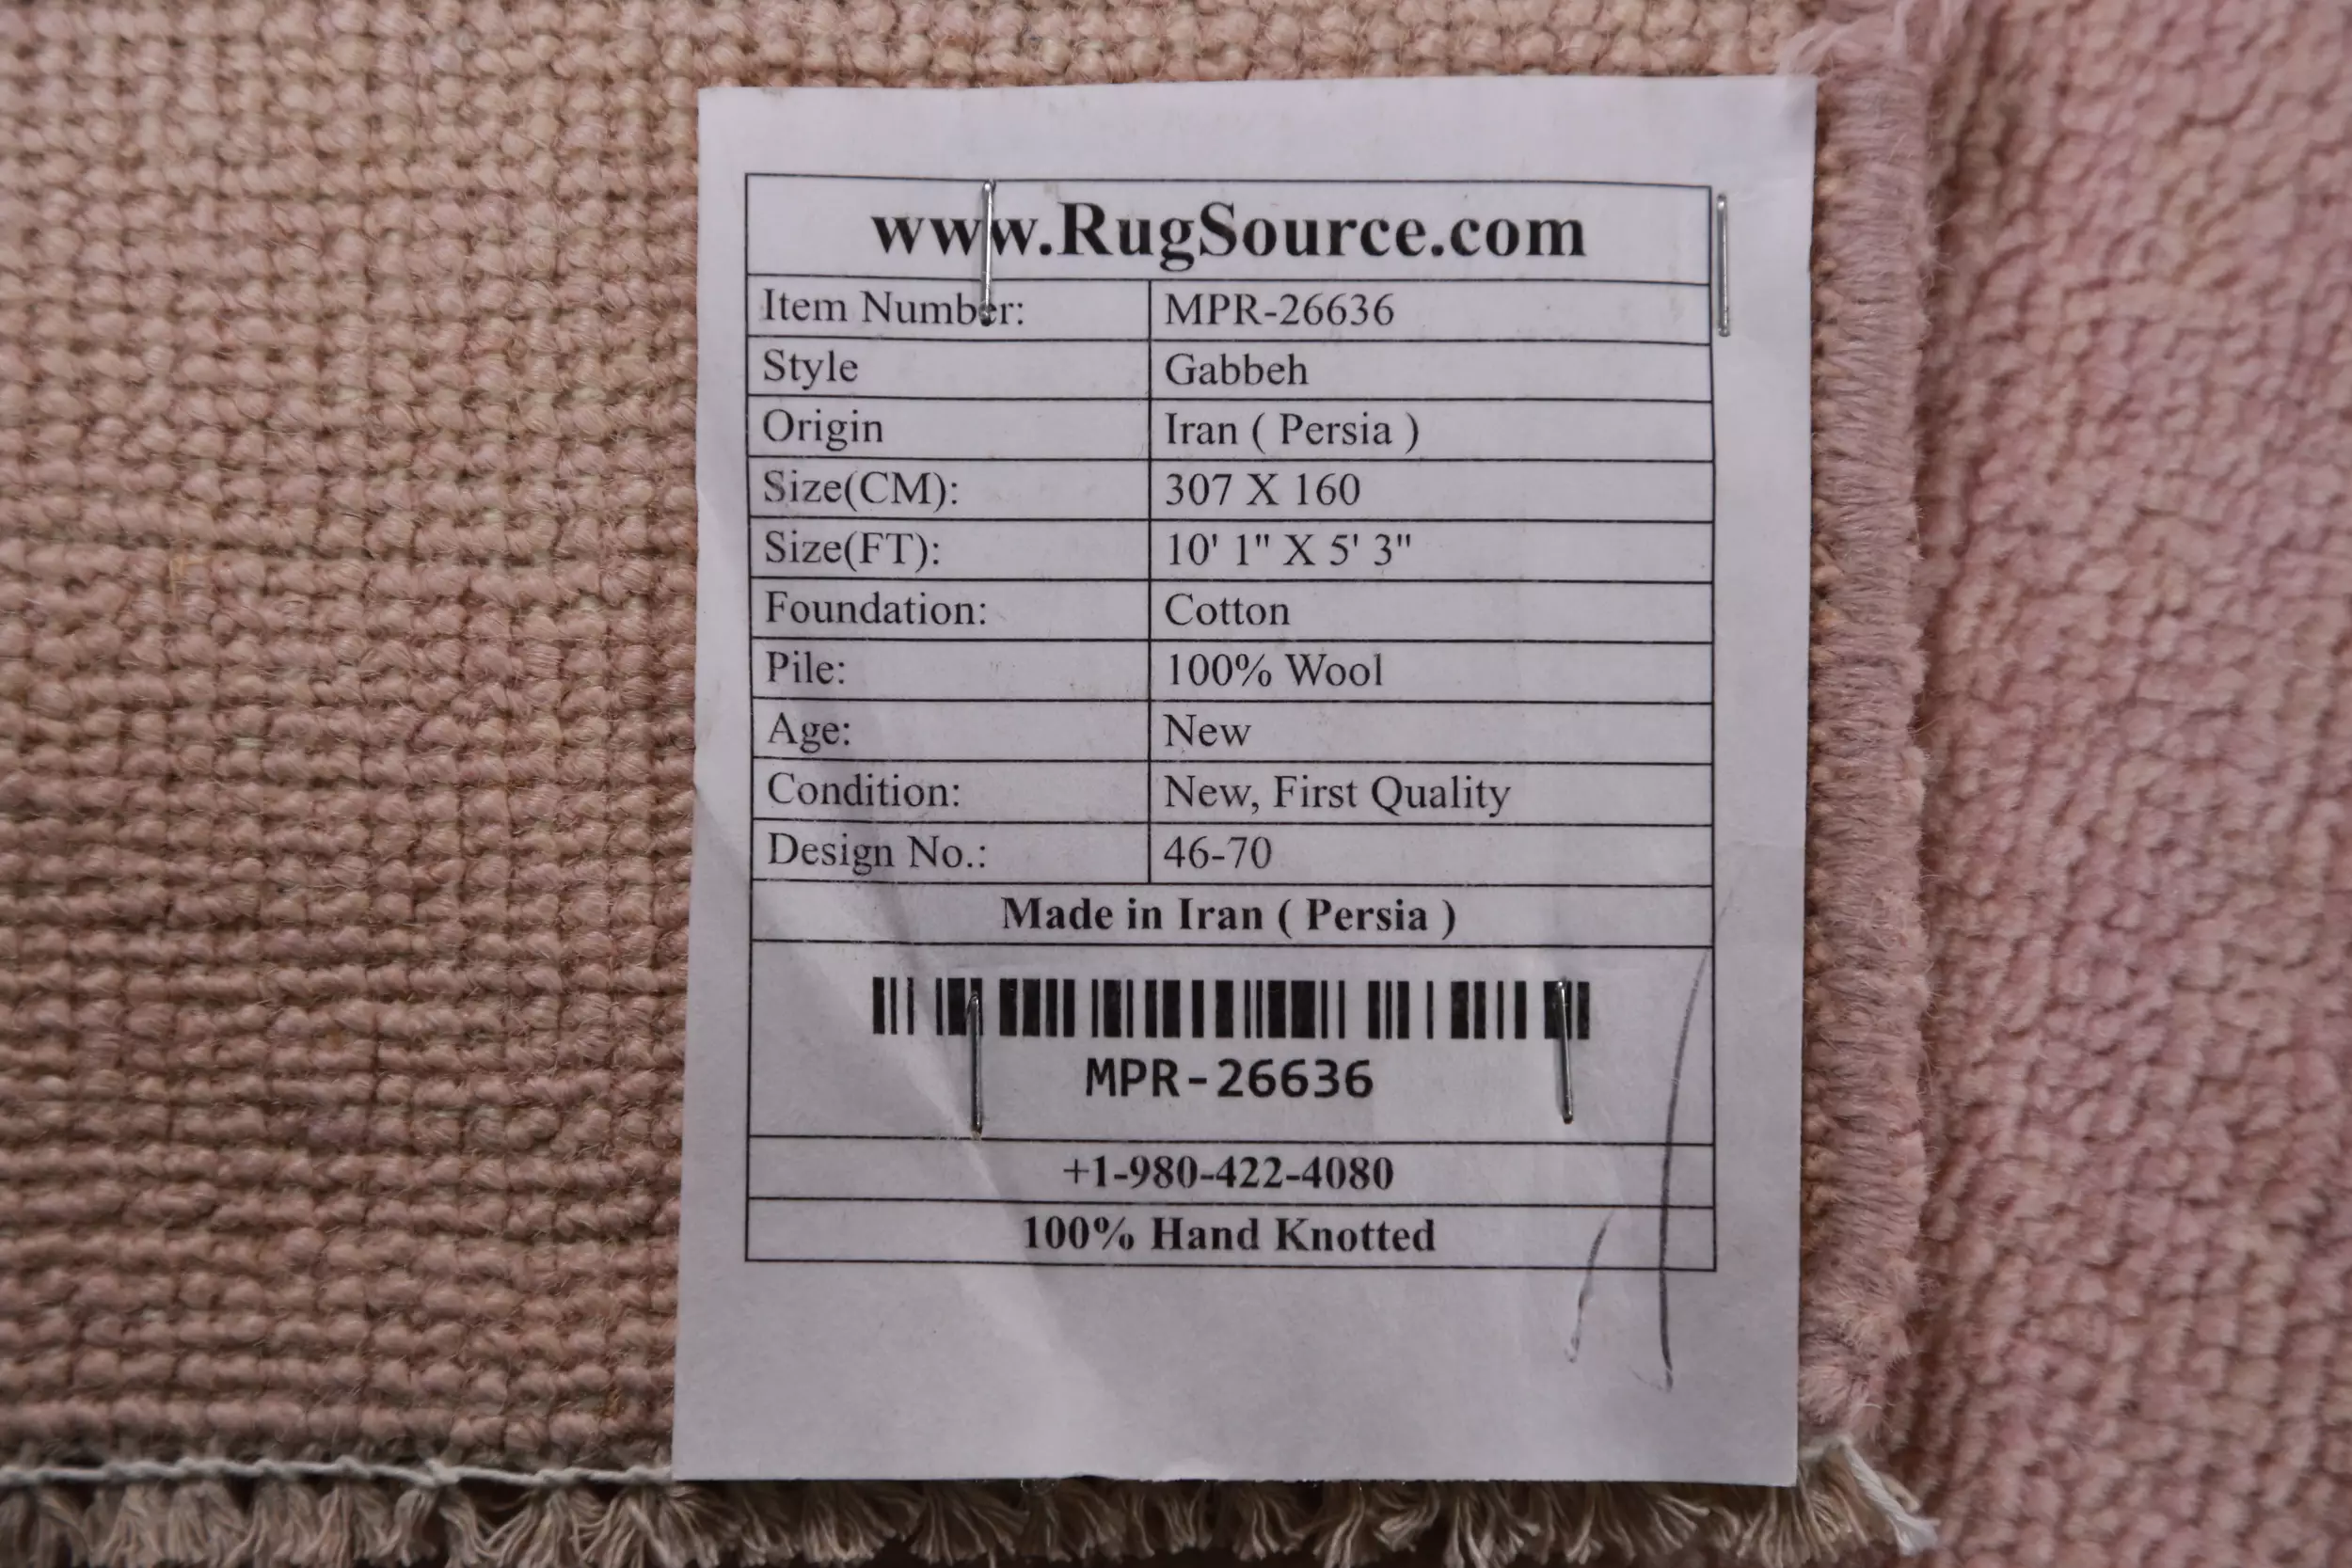 www.RugSource.com
Item Number: MPR-26636
Style Gabbeh
Origin Iran ( Persia )
Size(CM): 307 X 160
Size(FT): 10' 1" X 5' 3"
Foundation: Cotton
Pile: 100% Wool
Age: New
Condition: New, First Quality
Design No.: 46-70
Made in Iran ( Persia )
MPR-26636
+1-980-422-4080
100% Hand Knotted